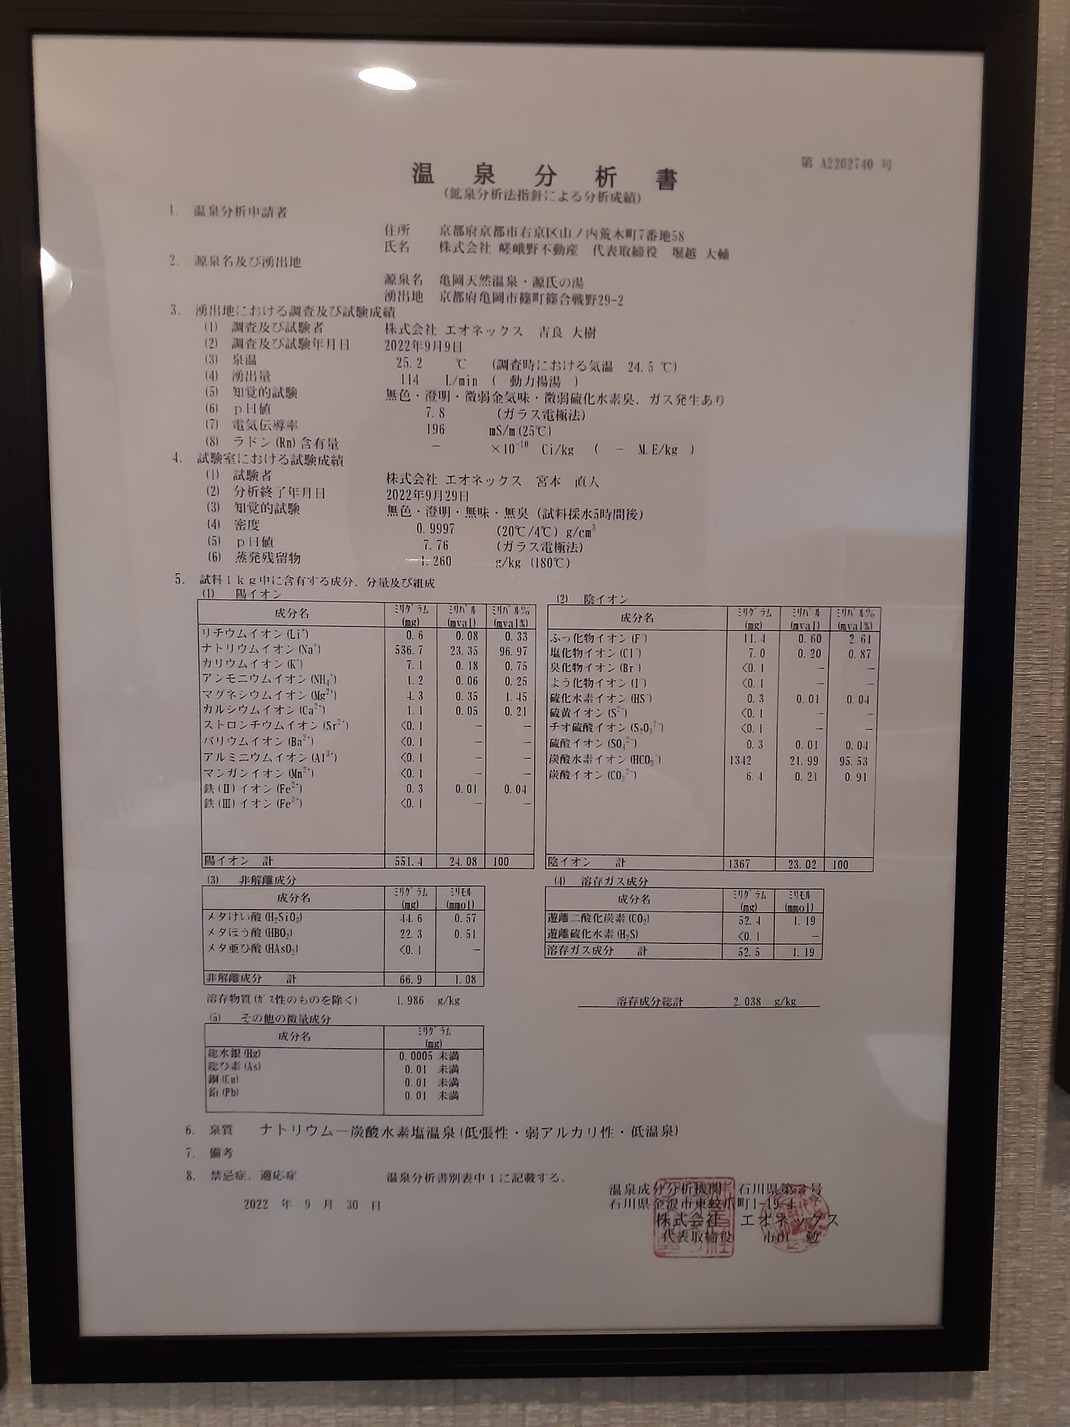 第 A2202740 号
温泉分析書
(鉱泉分析法指針による分析成績)
1. 温泉分析申請者
住所 京都府京都市右京区山ノ内荒木町7番地58
氏名 株式会社 嵯峨野不動産 代表取締役 堀越 大輔
2. 源泉名及び湧出地
源泉名 亀岡天然温泉・源氏の湯
湧出地 京都府亀岡市篠町篠合戦野29-2
3. 湧出地における調査及び試験成績
(1) 調査及び試験者 株式会社 エオネックス 吉良 大樹
(2) 調査及び試験年月日 2022年9月9日
(3) 泉温 25.2 ℃ (調査時における気温 24.5 ℃)
(4) 湧出量 114 L/min ( 動力揚湯 )
(5) 知覚的試験 無色・澄明・微弱金気味・微弱硫化水素臭、ガス発生あり
(6) pH値 7.8 (ガラス電極法)
(7) 電気伝導率 196 mS/m(25℃)
(8) ラドン(Rn)含有量 － ×10⁻¹⁰ Ci/kg ( － M.E/kg )
4. 試験室における試験成績
(1) 試験者 株式会社 エオネックス 宮本 直人
(2) 分析終了年月日 2022年9月29日
(3) 知覚的試験 無色・澄明・無味・無臭(試料採水5時間後)
(4) 密度 0.9997 (20℃/4℃) g/cm³
(5) pH値 7.76 (ガラス電極法)
(6) 蒸発残留物 1.260 g/kg (180℃)
5. 試料1kg中に含有する成分、分量及び組成
(1) 陽イオン
成分名 ミリグラム(mg) ミリバル(mval) ミリバル%(mval%)
リチウムイオン(Li⁺) 0.6 0.08 0.33
ナトリウムイオン(Na⁺) 536.7 23.35 96.97
カリウムイオン(K⁺) 7.1 0.18 0.75
アンモニウムイオン(NH₄⁺) 1.2 0.06 0.25
マグネシウムイオン(Mg²⁺) 4.3 0.35 1.45
カルシウムイオン(Ca²⁺) 1.1 0.05 0.21
ストロンチウムイオン(Sr²⁺) <0.1 － －
バリウムイオン(Ba²⁺) <0.1 － －
アルミニウムイオン(Al³⁺) <0.1 － －
マンガンイオン(Mn²⁺) <0.1 － －
鉄(Ⅱ)イオン(Fe²⁺) 0.3 0.01 0.04
鉄(Ⅲ)イオン(Fe³⁺) <0.1 － －
陽イオン 計 551.4 24.08 100
(2) 陰イオン
成分名 ミリグラム(mg) ミリバル(mval) ミリバル%(mval%)
ふっ化物イオン(F⁻) 11.4 0.60 2.61
塩化物イオン(Cl⁻) 7.0 0.20 0.87
臭化物イオン(Br⁻) <0.1 － －
よう化物イオン(I⁻) <0.1 － －
硫化水素イオン(HS⁻) 0.3 0.01 0.04
硫黄イオン(S²⁻) <0.1 － －
チオ硫酸イオン(S₂O₃²⁻) <0.1 － －
硫酸イオン(SO₄²⁻) 0.3 0.01 0.04
炭酸水素イオン(HCO₃⁻) 1342 21.99 95.53
炭酸イオン(CO₃²⁻) 6.4 0.21 0.91
陰イオン 計 1367 23.02 100
(3) 非解離成分
成分名 ミリグラム(mg) ミリモル(mmol)
メタけい酸(H₂SiO₃) 44.6 0.57
メタほう酸(HBO₂) 22.3 0.51
メタ亜ひ酸(HAsO₂) <0.1 －
非解離成分 計 66.9 1.08
(4) 溶存ガス成分
成分名 ミリグラム(mg) ミリモル(mmol)
遊離二酸化炭素(CO₂) 52.4 1.19
遊離硫化水素(H₂S) <0.1 －
溶存ガス成分 計 52.5 1.19
溶存物質(ガス性のものを除く) 1.986 g/kg
溶存成分総計 2.038 g/kg
(5) その他の微量成分
成分名 ミリグラム(mg)
総水銀(Hg) 0.0005 未満
総ひ素(As) 0.01 未満
銅(Cu) 0.01 未満
鉛(Pb) 0.01 未満
6. 泉質 ナトリウム－炭酸水素塩温泉(低張性・弱アルカリ性・低温泉)
7. 備考
8. 禁忌症、適応症 温泉分析書別表中1に記載する。
2022 年 9 月 30 日
温泉成分分析機関 石川県第 号
石川県金沢市東蚊爪町1-19-4
株式会社 エオネックス
代表取締役 市田 勉